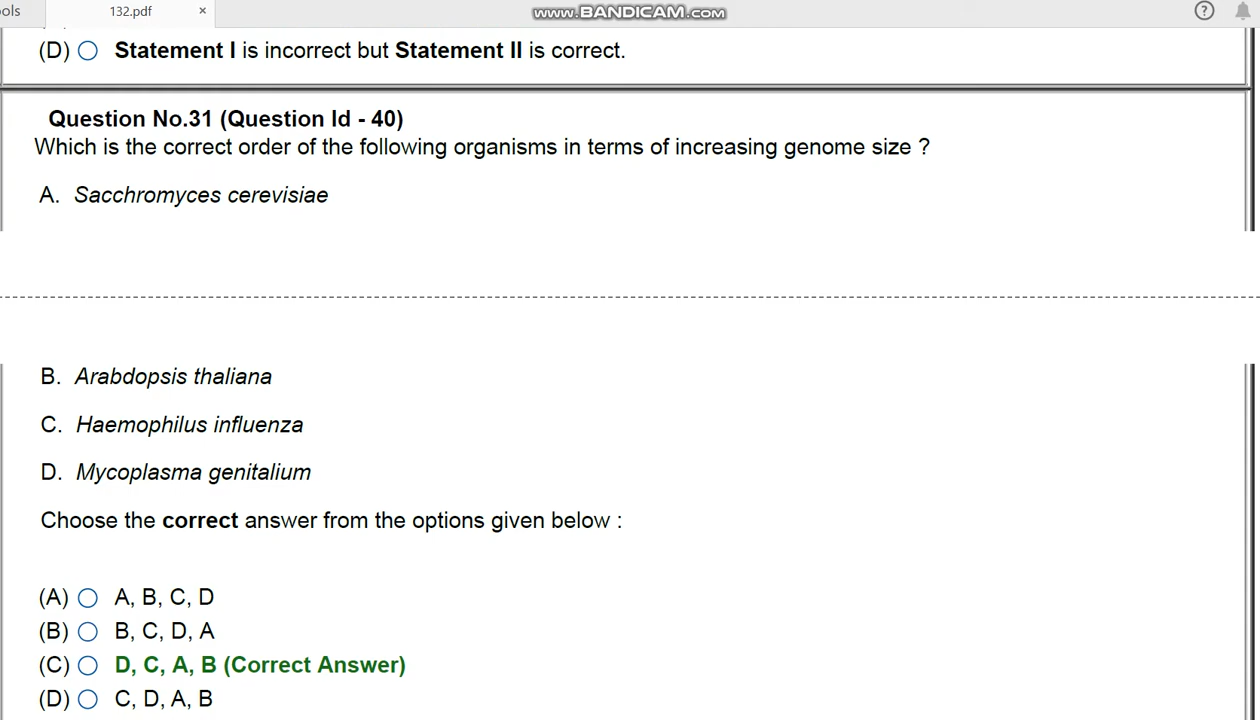 ols
132.pdf ×
www.BANDICAM.com
?
(D) Statement I is incorrect but Statement II is correct.
Question No.31 (Question Id - 40)
Which is the correct order of the following organisms in terms of increasing genome size ?
A. Sacchromyces cerevisiae
B. Arabdopsis thaliana
C. Haemophilus influenza
D. Mycoplasma genitalium
Choose the correct answer from the options given below :
(A) A, B, C, D
(B) B, C, D, A
(C) D, C, A, B (Correct Answer)
(D) C, D, A, B